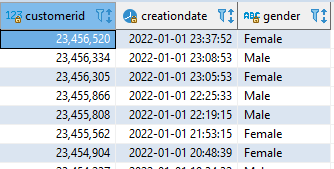 123 customerid creationdate ABC gender
23,456,520 2022-01-01 23:37:52 Female
23,456,334 2022-01-01 23:08:53 Male
23,456,305 2022-01-01 23:05:53 Female
23,455,866 2022-01-01 22:25:33 Male
23,455,808 2022-01-01 22:19:15 Male
23,455,562 2022-01-01 21:53:15 Female
23,454,904 2022-01-01 20:48:39 Female